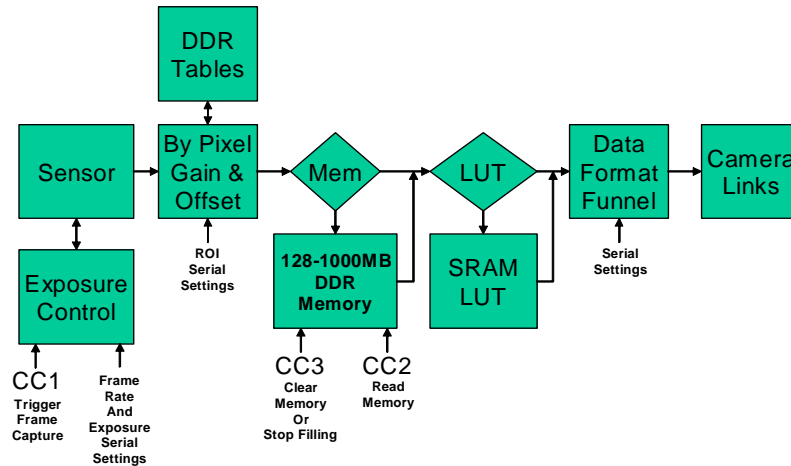 DDR
Tables
Sensor
By Pixel
Gain &
Offset
Mem
LUT
Data
Format
Funnel
Camera
Links
Exposure
Control
ROI
Serial
Settings
128-1000MB
DDR
Memory
SRAM
LUT
Serial
Settings
CC1
Trigger
Frame
Capture
Frame
Rate
And
Exposure
Serial
Settings
CC3
Clear
Memory
Or
Stop Filling
CC2
Read
Memory